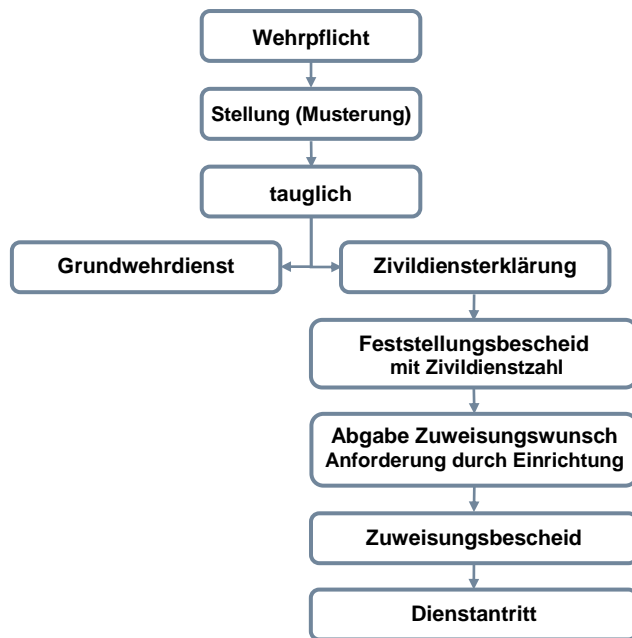 Wehrpflicht
Stellung (Musterung)
tauglich
Grundwehrdienst
Zivildiensterklärung
Feststellungsbescheid
mit Zivildienstzahl
Abgabe Zuweisungswunsch
Anforderung durch Einrichtung
Zuweisungsbescheid
Dienstantritt